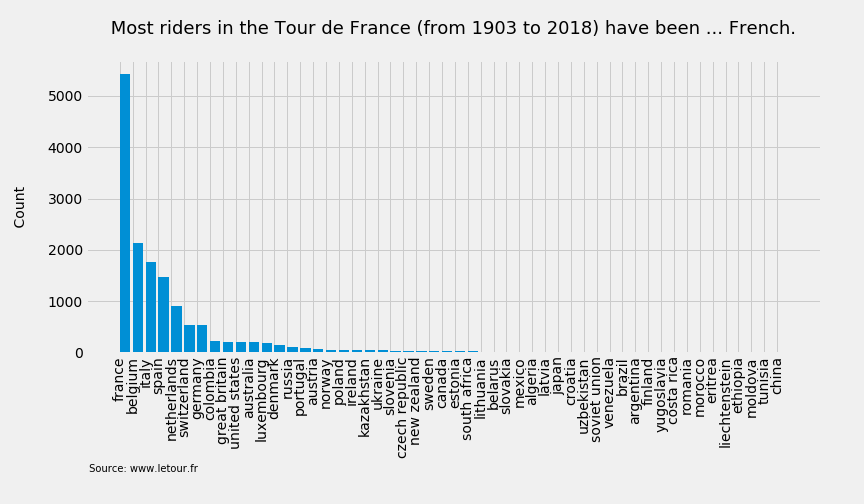 Most riders in the Tour de France (from 1903 to 2018) have been ... French.
5000
4000
3000
2000
1000
0
Count
france
belgium
italy
spain
netherlands
switzerland
germany
colombia
great britain
united states
australia
luxembourg
denmark
russia
portugal
austria
norway
poland
ireland
kazakhstan
ukraine
slovenia
czech republic
new zealand
sweden
canada
estonia
south africa
lithuania
belarus
slovakia
mexico
algeria
latvia
japan
croatia
uzbekistan
soviet union
venezuela
brazil
argentina
finland
yugoslavia
costa rica
romania
morocco
eritrea
liechtenstein
ethiopia
moldova
tunisia
china
Source: www.letour.fr